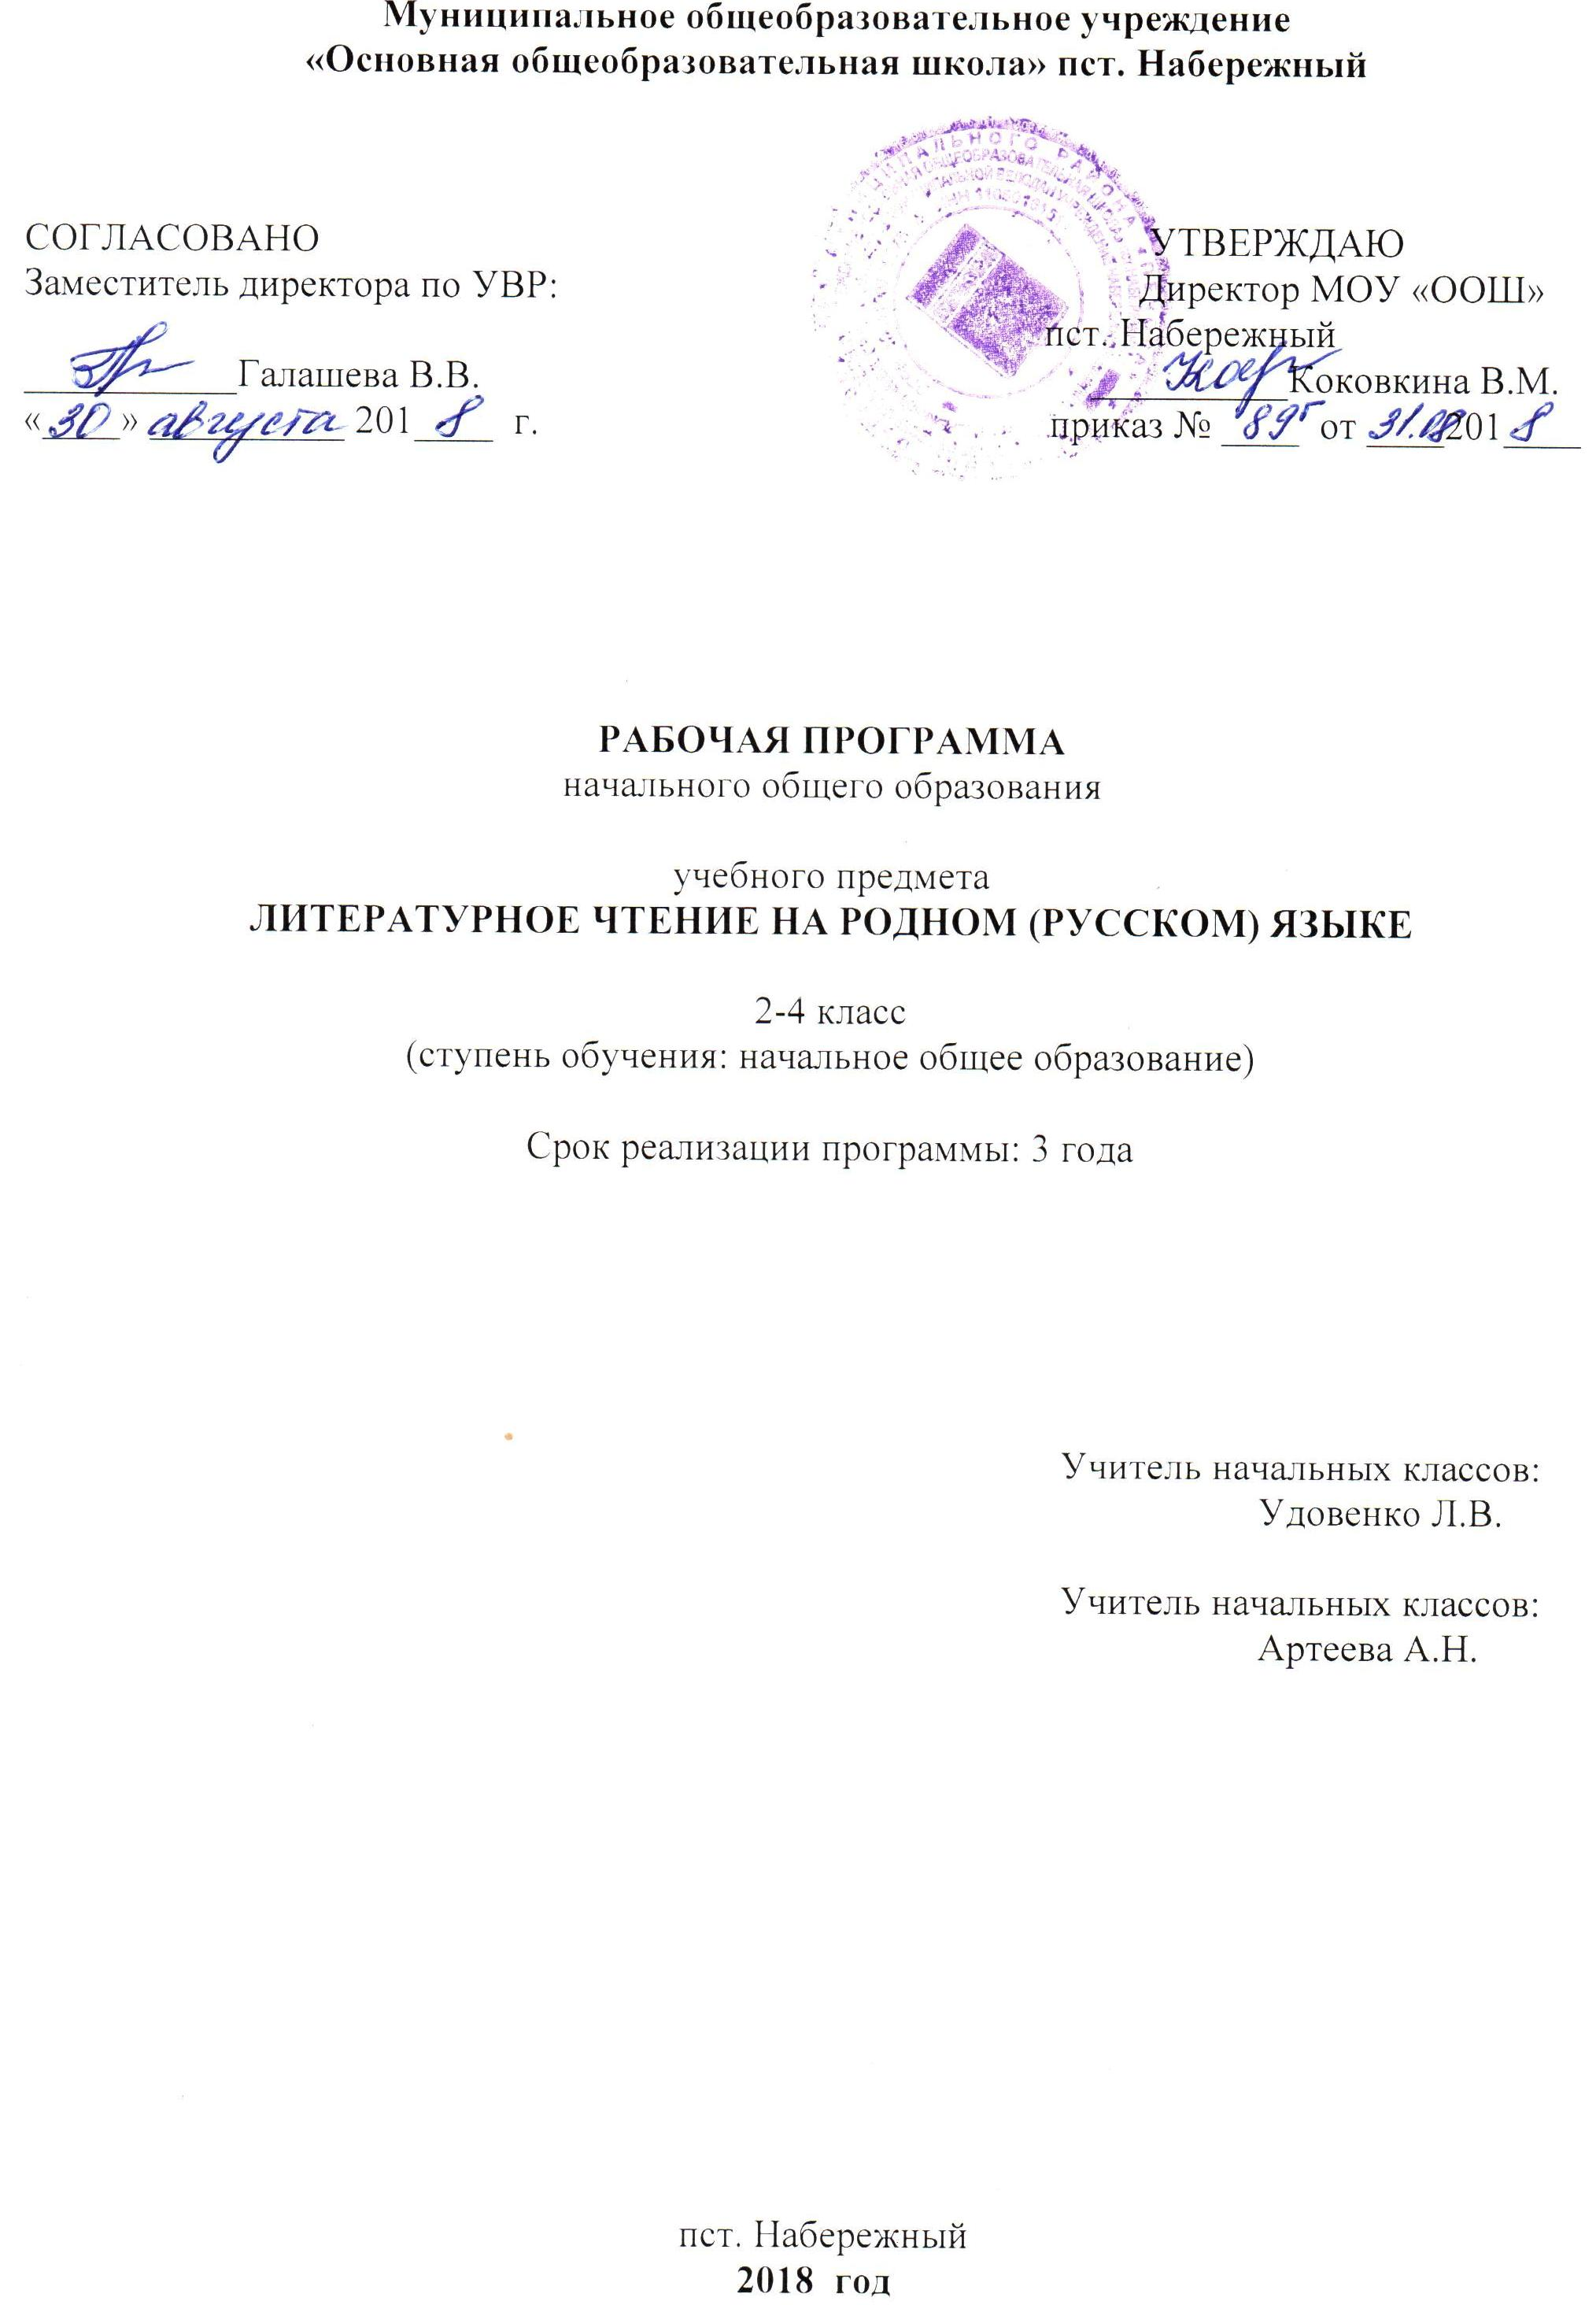 Муниципальное общеобразовательное учреждение
«Основная общеобразовательная школа» пст. Набережный
СОГЛАСОВАНО
Заместитель директора по УВР:
Галашева В.В.
«30» августа 2018 г.
УТВЕРЖДАЮ
Директор МОУ «ООШ»
пст. Набережный
Коковкина В.М.
приказ № от 31.08 2018
РАБОЧАЯ ПРОГРАММА
начального общего образования
учебного предмета
ЛИТЕРАТУРНОЕ ЧТЕНИЕ НА РОДНОМ (РУССКОМ) ЯЗЫКЕ
2-4 класс
(ступень обучения: начальное общее образование)
Срок реализации программы: 3 года
Учитель начальных классов:
Удовенко Л.В.
Учитель начальных классов:
Артеева А.Н.
пст. Набережный
2018 год